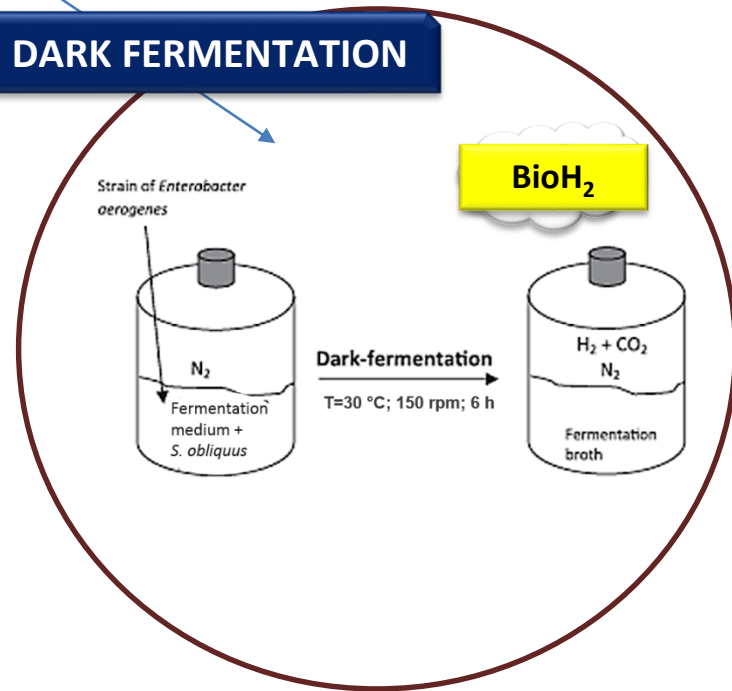 DARK FERMENTATION
BioH₂
Strain of Enterobacter
aerogenes
N₂
Fermentation
medium +
S. obliquus
Dark-fermentation
T=30 °C; 150 rpm; 6 h
H₂ + CO₂
N₂
Fermentation
broth